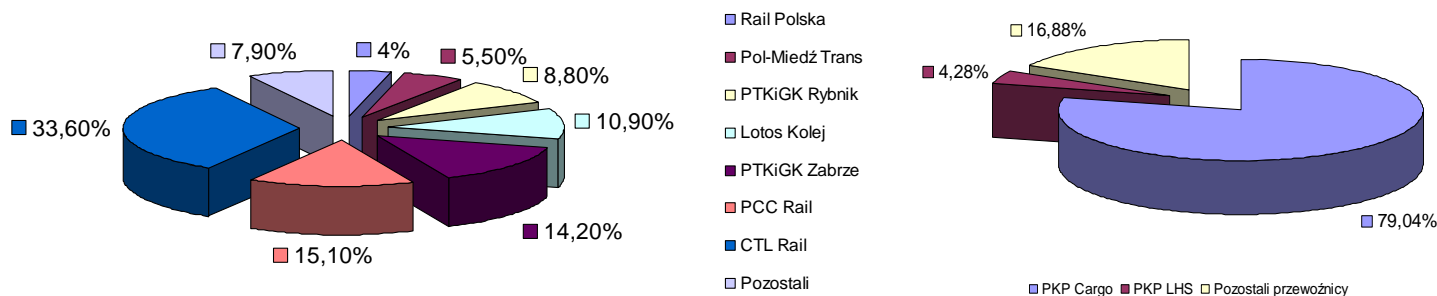 7,90%
4%
5,50%
8,80%
10,90%
14,20%
15,10%
33,60%
Rail Polska
Pol-Miedź Trans
PTKiGK Rybnik
Lotos Kolej
PTKiGK Zabrze
PCC Rail
CTL Rail
Pozostali
16,88%
4,28%
79,04%
PKP Cargo PKP LHS Pozostali przewoźnicy